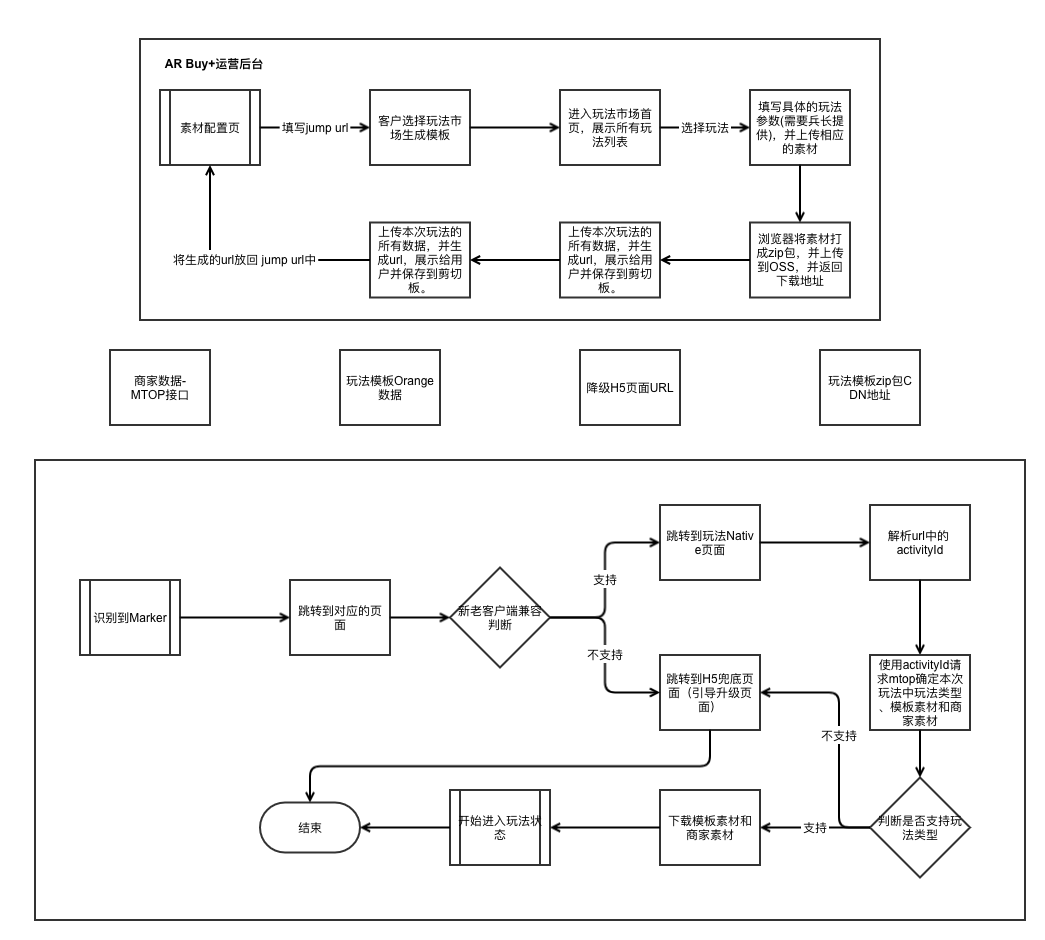 AR Buy+运营后台
素材配置页
填写jump url
客户选择玩法市
场生成模板
进入玩法市场首
页，展示所有玩
法列表
选择玩法
填写具体的玩法
参数(需要兵长提
供)，并上传相应
的素材
将生成的url放回 jump url中
上传本次玩法的
所有数据，并生
成url，展示给用
户并保存到剪切
板。
上传本次玩法的
所有数据，并生
成url，展示给用
户并保存到剪切
板。
浏览器将素材打
成zip包，并上传
到OSS，并返回
下载地址
商家数据-
MTOP接口
玩法模板Orange
数据
降级H5页面URL
玩法模板zip包C
DN地址
识别到Marker
跳转到对应的页
面
新老客户端兼容
判断
支持
不支持
跳转到玩法Nativ
e页面
解析url中的
activityId
跳转到H5兜底页
面（引导升级页
面）
使用activityId请
求mtop确定本次
玩法中玩法类型
、模板素材和商
家素材
不支持
结束
开始进入玩法状
态
下载模板素材和
商家素材
支持
判断是否支持玩
法类型